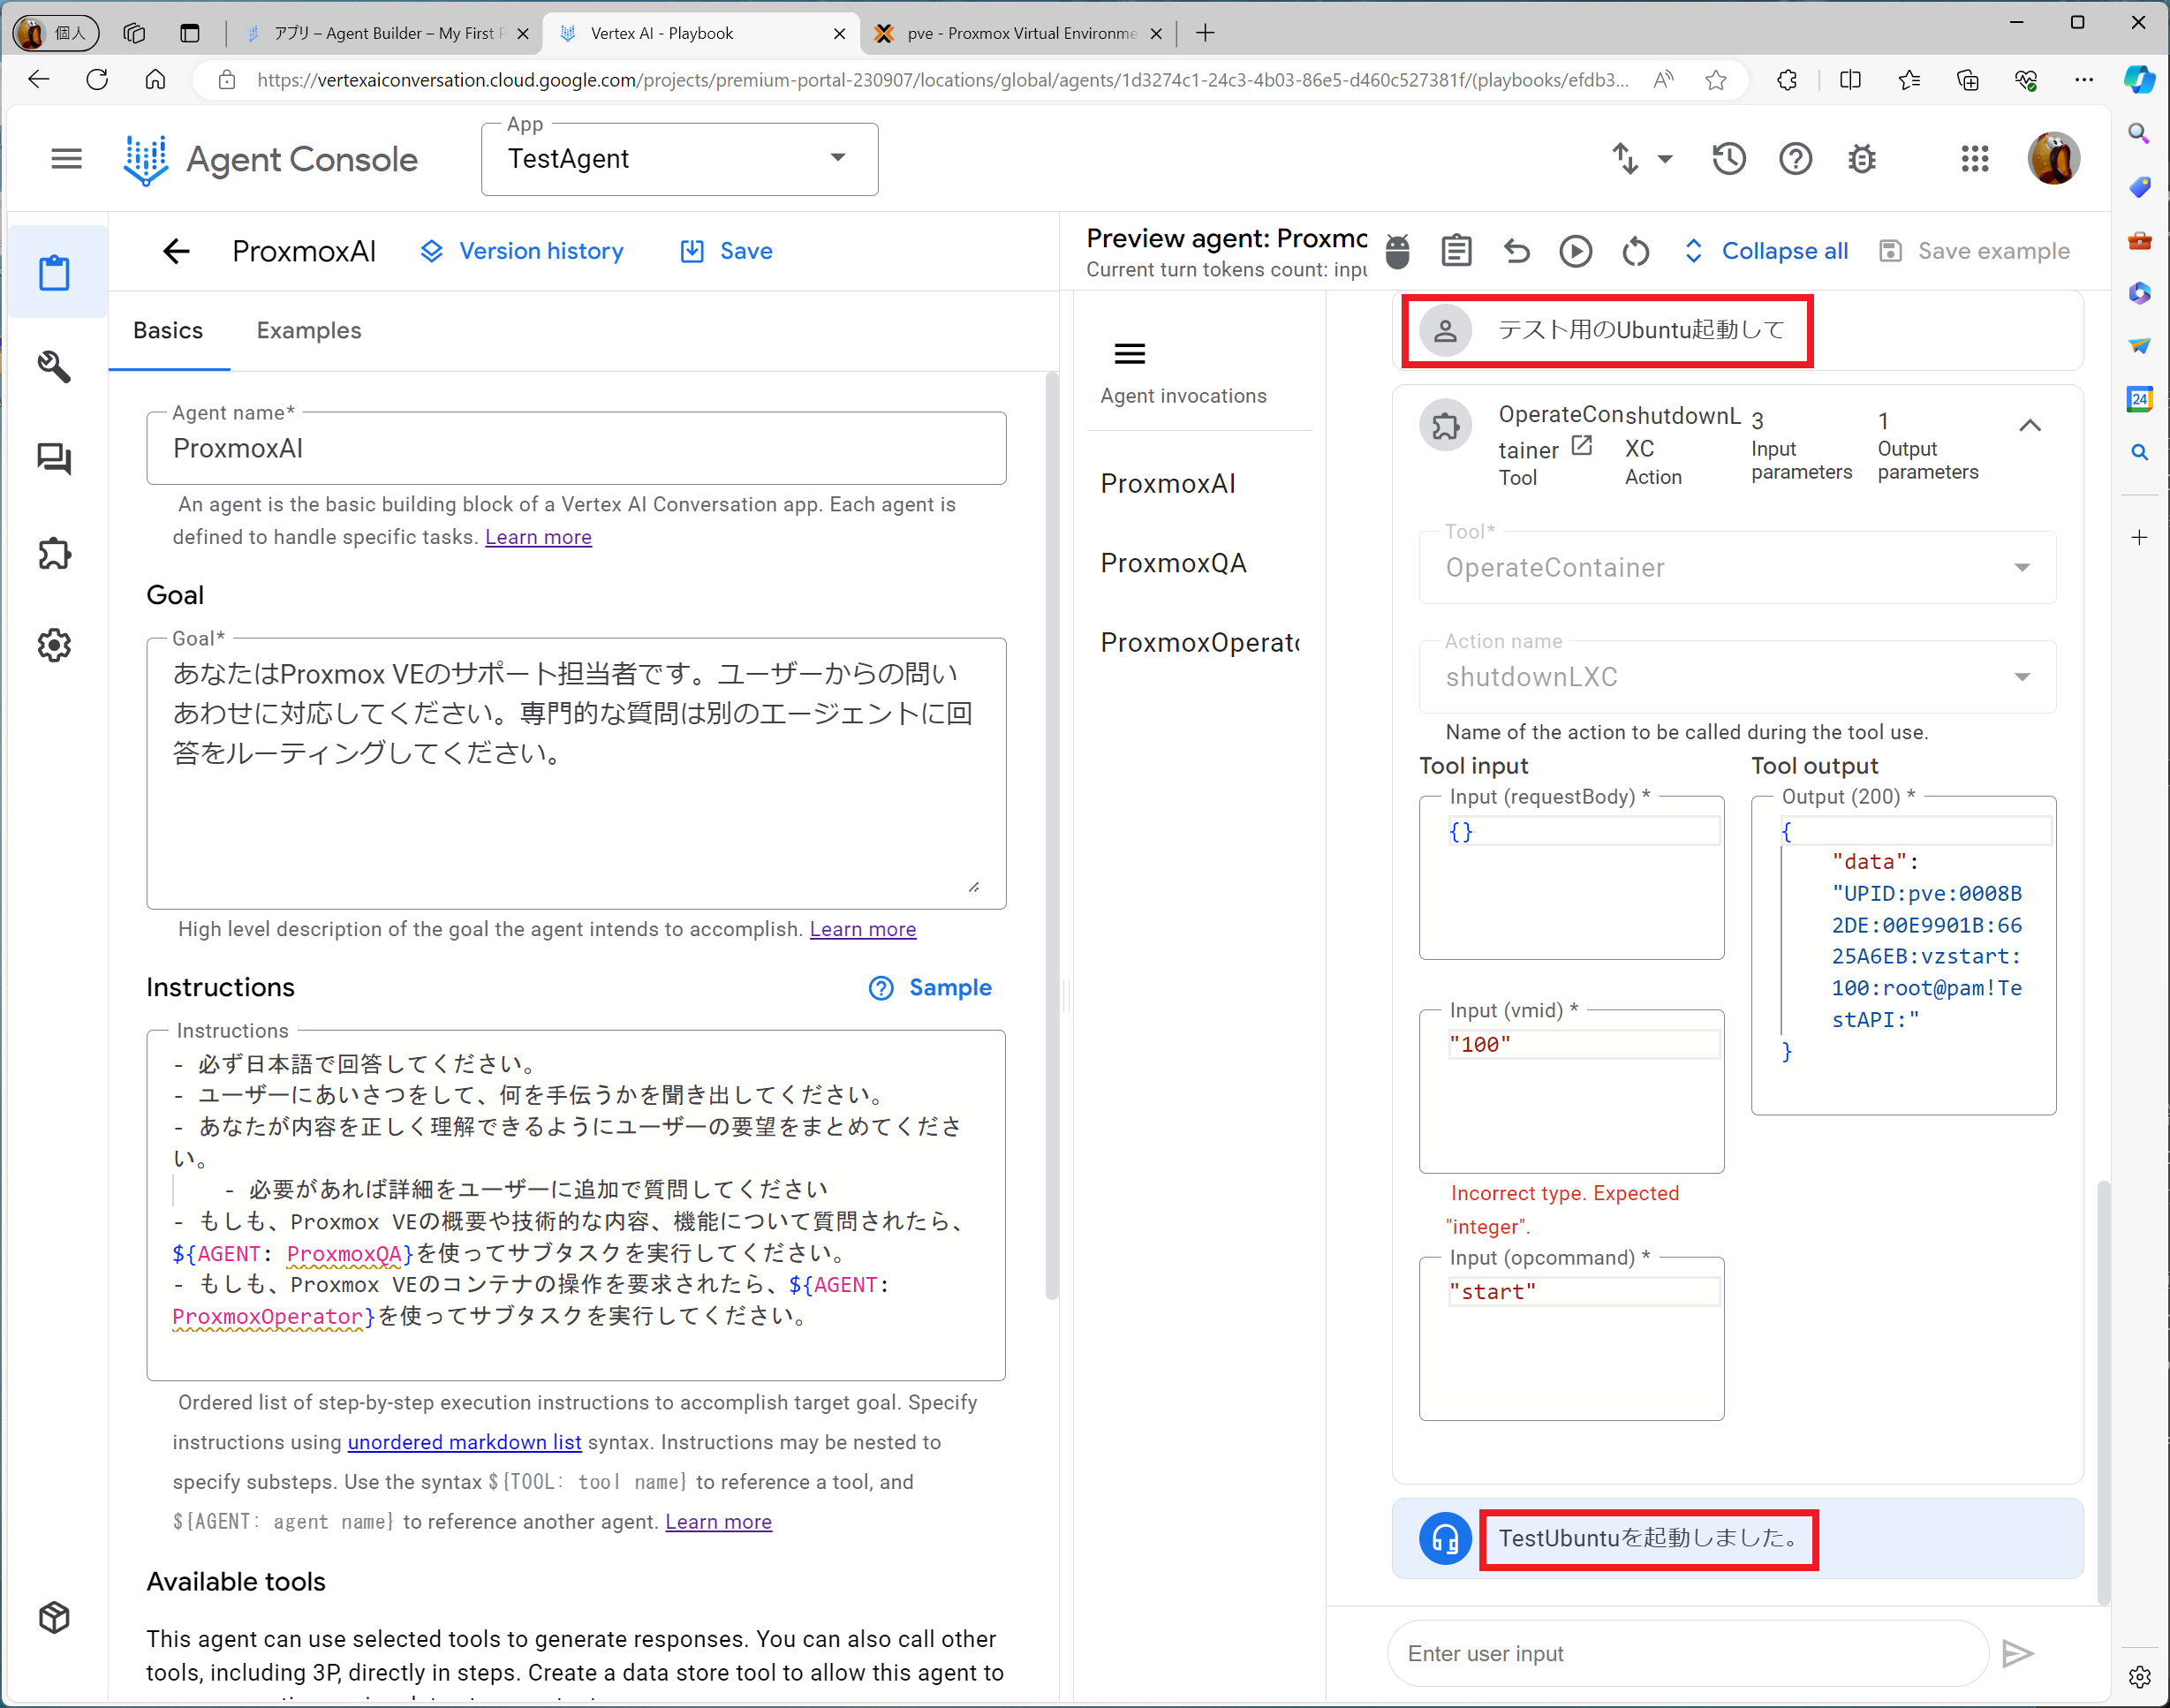 個人
アプリ – Agent Builder – My First P
Vertex AI - Playbook
pve - Proxmox Virtual Environme
https://vertexaiconversation.cloud.google.com/projects/premium-portal-230907/locations/global/agents/1d3274c1-24c3-4b03-86e5-d460c527381f/(playbooks/efdb3...
Agent Console
App
TestAgent
ProxmoxAI
Version history
Save
Basics
Examples
Agent name*
ProxmoxAI
An agent is the basic building block of a Vertex AI Conversation app. Each agent is
defined to handle specific tasks. Learn more
Goal
Goal*
あなたはProxmox VEのサポート担当者です。ユーザーからの問い
あわせに対応してください。専門的な質問は別のエージェントに回
答をルーティングしてください。
High level description of the goal the agent intends to accomplish. Learn more
Instructions
Sample
Instructions
- 必ず日本語で回答してください。
- ユーザーにあいさつをして、何を手伝うかを聞き出してください。
- あなたが内容を正しく理解できるようにユーザーの要望をまとめてくださ
い。
- 必要があれば詳細をユーザーに追加で質問してください
- もしも、Proxmox VEの概要や技術的な内容、機能について質問されたら、
${AGENT: ProxmoxQA}を使ってサブタスクを実行してください。
- もしも、Proxmox VEのコンテナの操作を要求されたら、${AGENT:
ProxmoxOperator}を使ってサブタスクを実行してください。
Ordered list of step-by-step execution instructions to accomplish target goal. Specify
instructions using unordered markdown list syntax. Instructions may be nested to
specify substeps. Use the syntax ${TOOL: tool name} to reference a tool, and
${AGENT: agent name} to reference another agent. Learn more
Available tools
This agent can use selected tools to generate responses. You can also call other
tools, including 3P, directly in steps. Create a data store tool to allow this agent to
Preview agent: Proxmo
Current turn tokens count: inpu
Collapse all
Save example
Agent invocations
ProxmoxAI
ProxmoxQA
ProxmoxOperato
テスト用のUbuntu起動して
OperateCon
tainer
Tool
shutdownL
XC
Action
3
Input
parameters
1
Output
parameters
Tool*
OperateContainer
Action name
shutdownLXC
Name of the action to be called during the tool use.
Tool input
Input (requestBody) *
{}
Input (vmid) *
"100"
Incorrect type. Expected
"integer".
Input (opcommand) *
"start"
Tool output
Output (200) *
{
"data":
"UPID:pve:0008B
2DE:00E9901B:66
25A6EB:vzstart:
100:root@pam!Te
stAPI:"
}
TestUbuntuを起動しました。
Enter user input
24